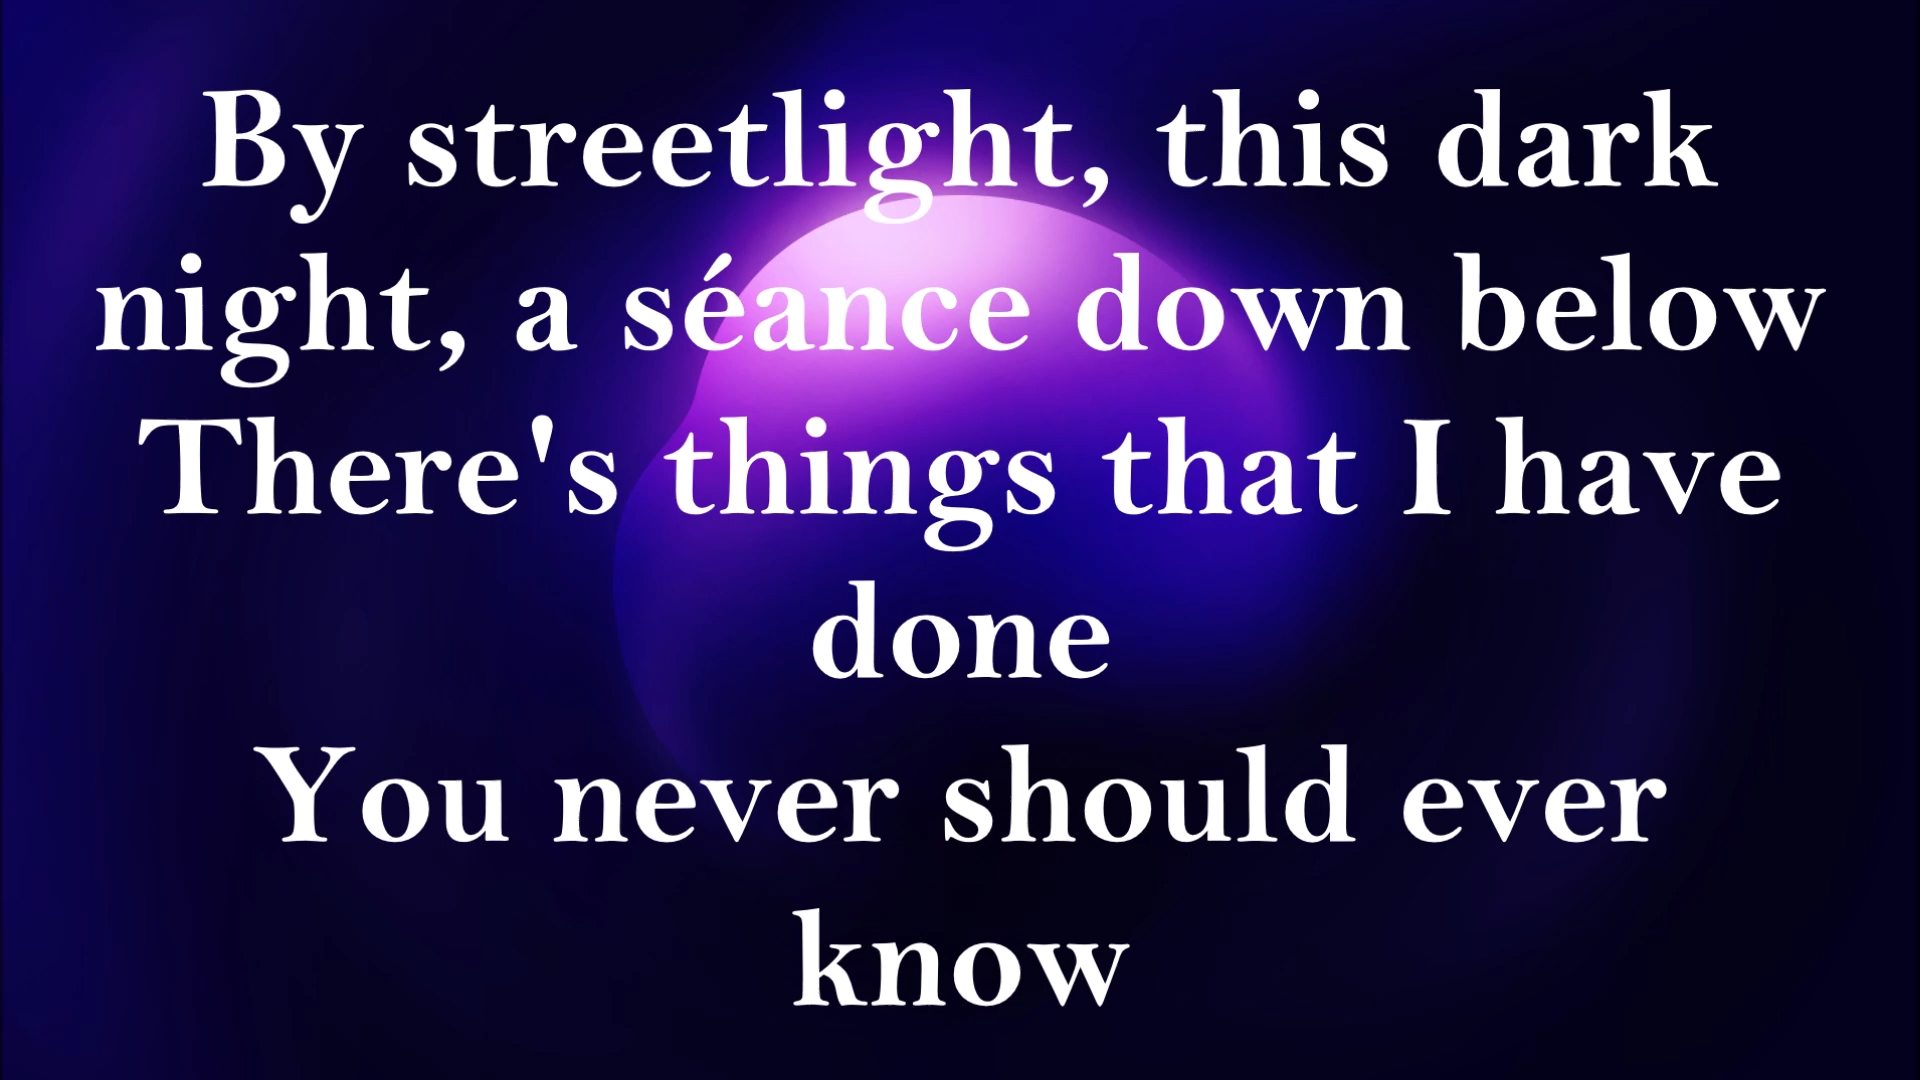 By streetlight, this dark
night, a séance down below
There's things that I have
done
You never should ever
know